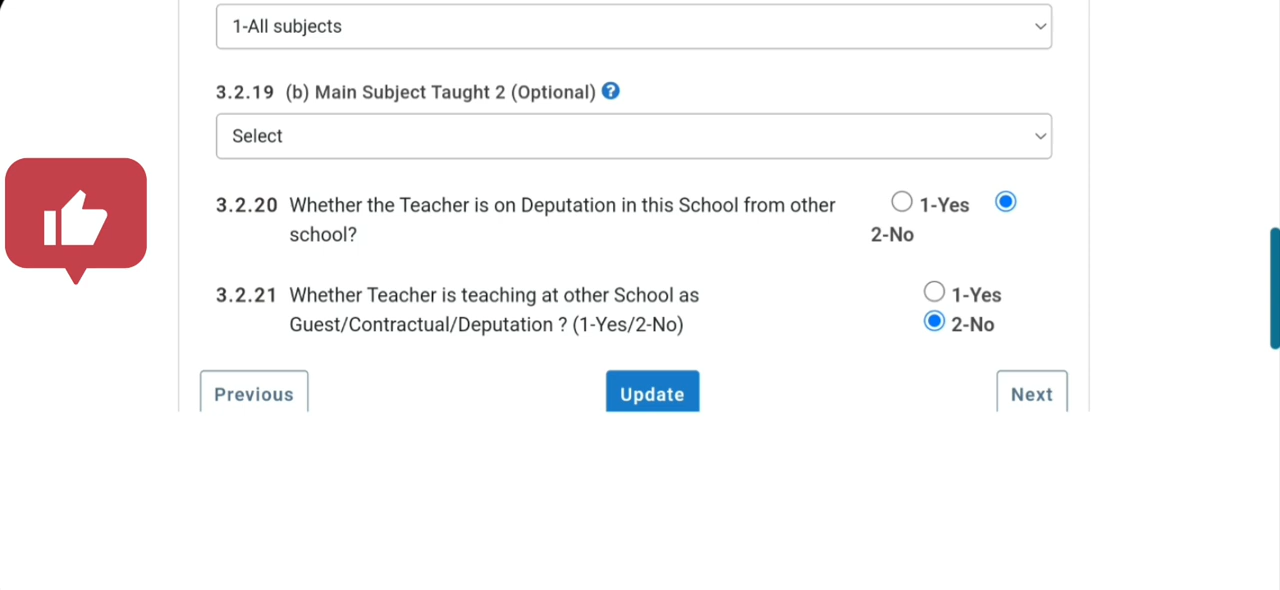 1-All subjects
3.2.19 (b) Main Subject Taught 2 (Optional)
Select
3.2.20 Whether the Teacher is on Deputation in this School from other 1-Yes
school? 2-No
3.2.21 Whether Teacher is teaching at other School as 1-Yes
Guest/Contractual/Deputation ? (1-Yes/2-No) 2-No
Previous Update Next